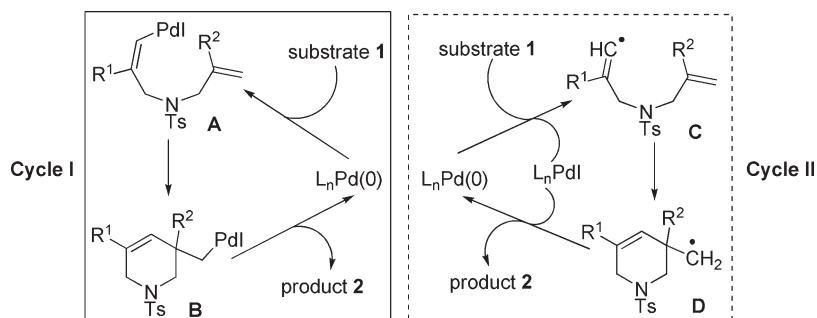 Cycle I
PdI
R¹
R²
N
Ts
A
substrate 1
LₙPd(0)
R¹
R²
PdI
N
Ts
B
product 2
substrate 1
HC•
R¹
R²
N
Ts
C
LₙPd(0)
LₙPdI
product 2
R¹
R²
•
CH₂
N
Ts
D
Cycle II